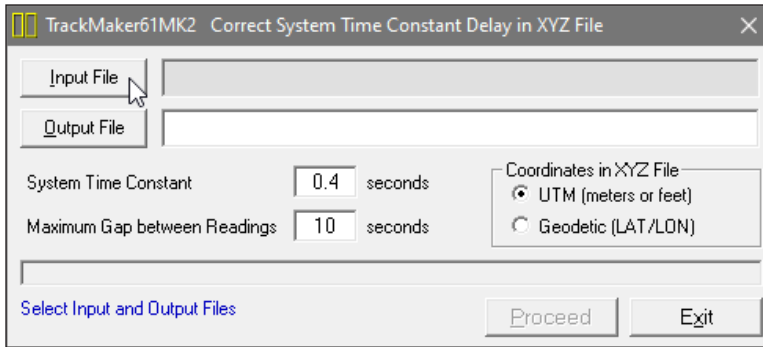 TrackMaker61MK2 Correct System Time Constant Delay in XYZ File
Input File
Output File
System Time Constant 0.4 seconds
Maximum Gap between Readings 10 seconds
Coordinates in XYZ File
UTM (meters or feet)
Geodetic (LAT/LON)
Select Input and Output Files
Proceed Exit